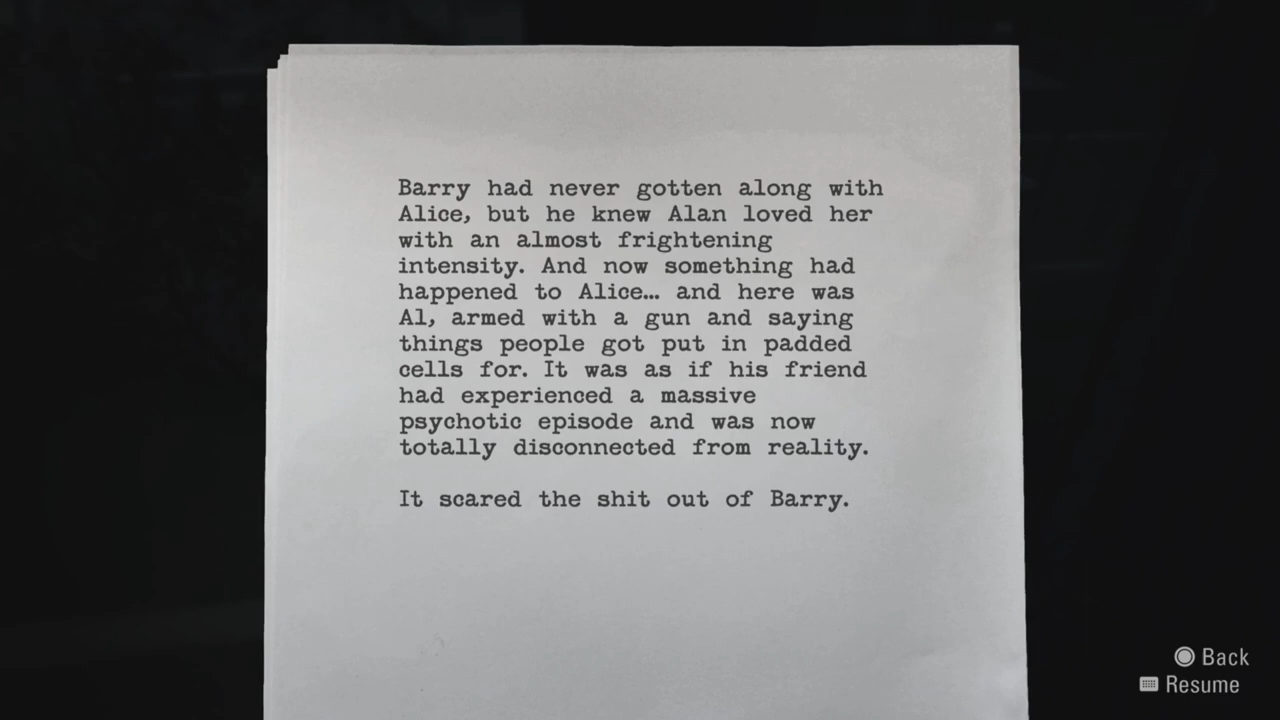 Barry had never gotten along with
Alice, but he knew Alan loved her
with an almost frightening
intensity. And now something had
happened to Alice… and here was
Al, armed with a gun and saying
things people got put in padded
cells for. It was as if his friend
had experienced a massive
psychotic episode and was now
totally disconnected from reality.
It scared the shit out of Barry.
Back
Resume